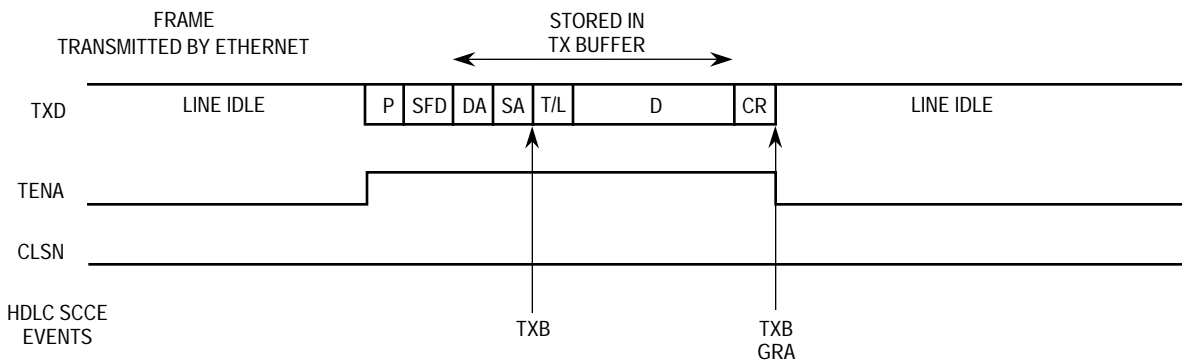 FRAME
TRANSMITTED BY ETHERNET
STORED IN
TX BUFFER
TXD
LINE IDLE
P
SFD
DA
SA
T/L
D
CR
LINE IDLE
TENA
CLSN
HDLC SCCE
EVENTS
TXB
TXB
GRA